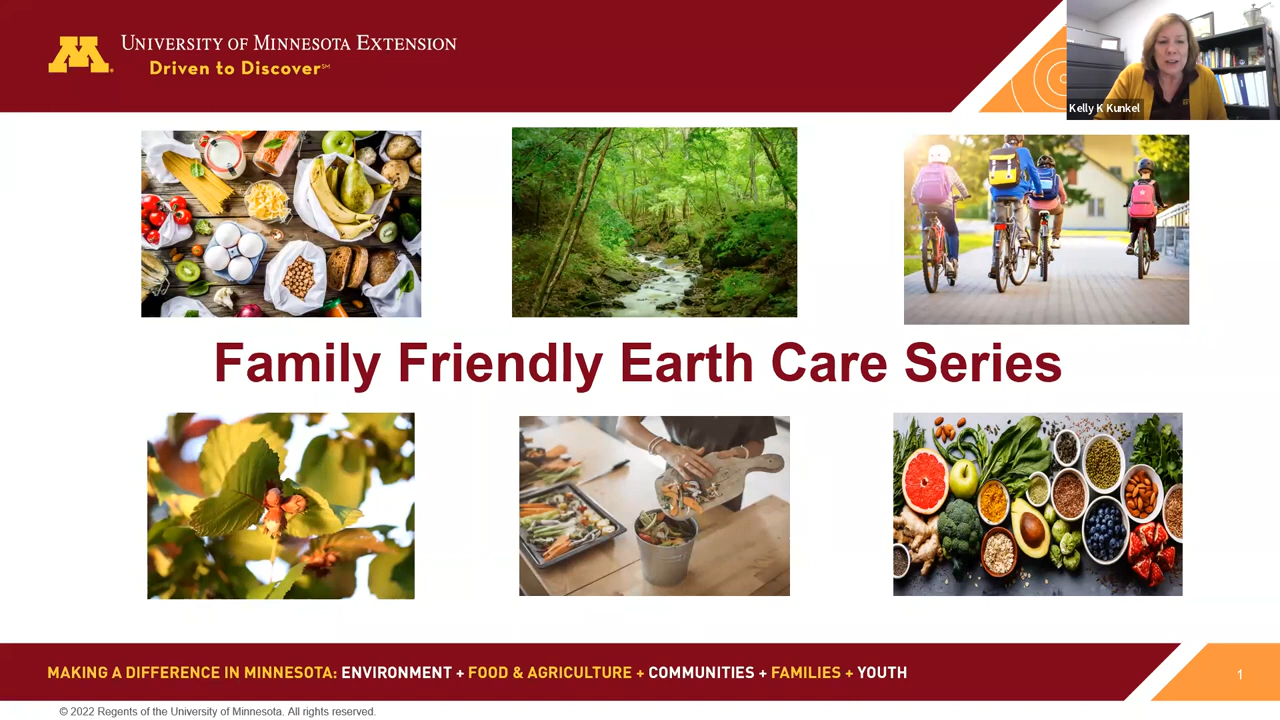 UNIVERSITY OF MINNESOTA EXTENSION
Driven to Discover℠
Kelly K Kunkel
Family Friendly Earth Care Series
MAKING A DIFFERENCE IN MINNESOTA: ENVIRONMENT + FOOD & AGRICULTURE + COMMUNITIES + FAMILIES + YOUTH
1
© 2022 Regents of the University of Minnesota. All rights reserved.